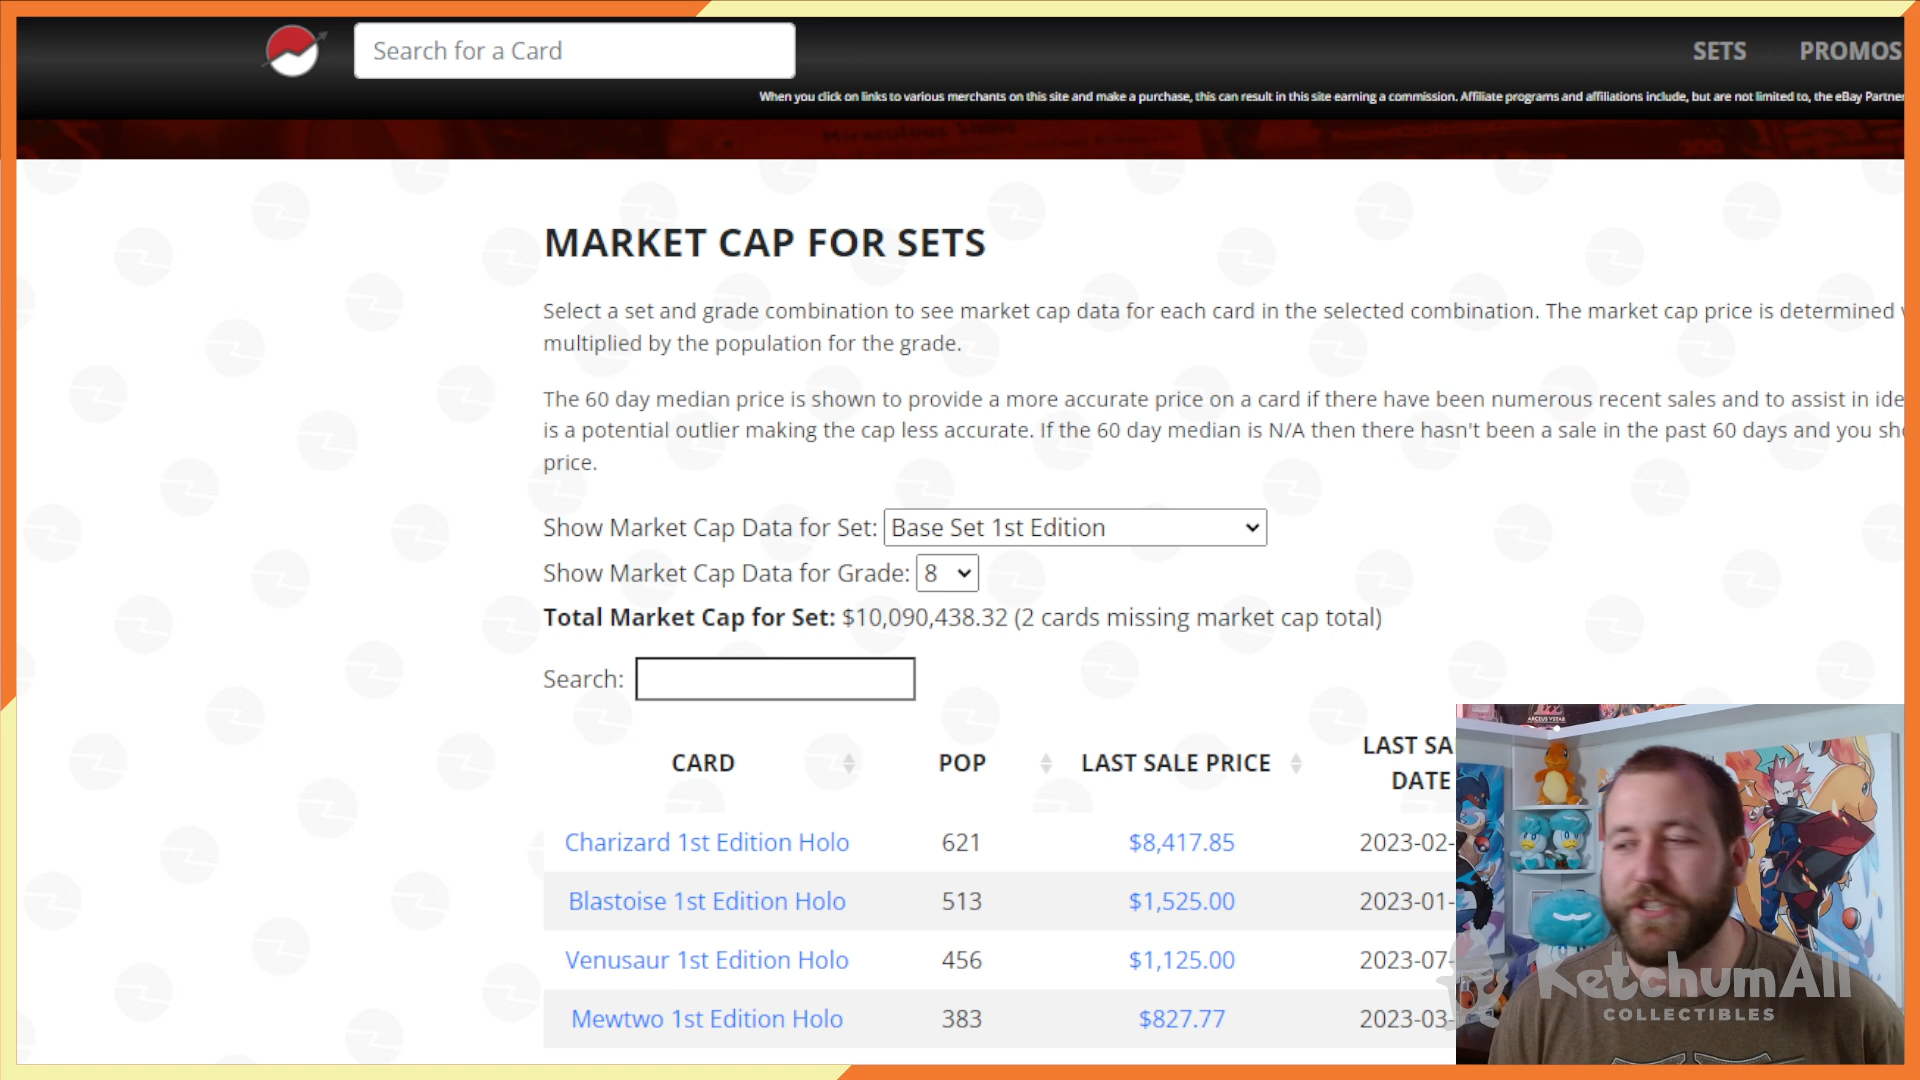 Search for a Card
SETS
PROMOS
When you click on links to various merchants on this site and make a purchase, this can result in this site earning a commission. Affiliate programs and affiliations include, but are not limited to, the eBay Partner
Miraculous Shine
MARKET CAP FOR SETS
Select a set and grade combination to see market cap data for each card in the selected combination. The market cap price is determined
multiplied by the population for the grade.
The 60 day median price is shown to provide a more accurate price on a card if there have been numerous recent sales and to assist in ide
is a potential outlier making the cap less accurate. If the 60 day median is N/A then there hasn't been a sale in the past 60 days and you sh
price.
Show Market Cap Data for Set: Base Set 1st Edition
Show Market Cap Data for Grade: 8
Total Market Cap for Set: $10,090,438.32 (2 cards missing market cap total)
Search:
CARD POP LAST SALE PRICE LAST SA
DATE
Charizard 1st Edition Holo 621 $8,417.85 2023-02-
Blastoise 1st Edition Holo 513 $1,525.00 2023-01-
Venusaur 1st Edition Holo 456 $1,125.00 2023-07-
Mewtwo 1st Edition Holo 383 $827.77 2023-03-
ARCEUS VSTAR
KetchumAll
COLLECTIBLES